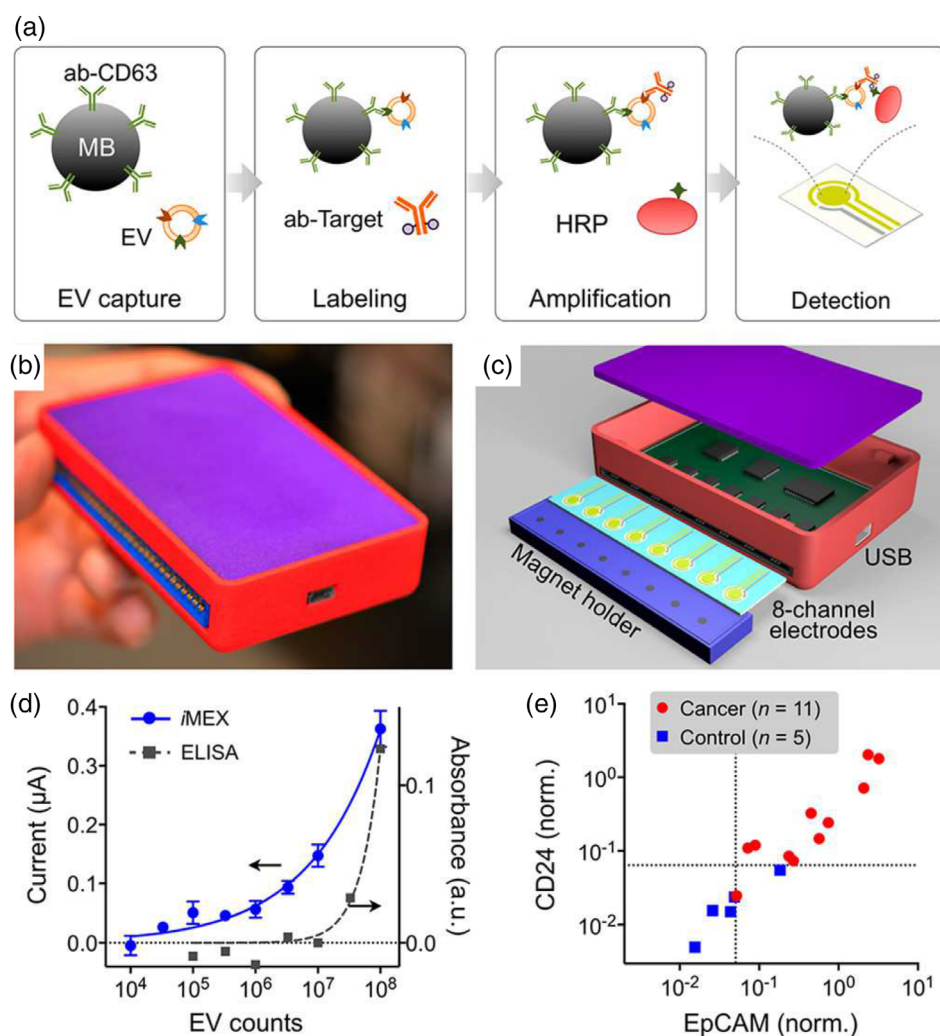 (a)
ab-CD63
MB
EV
EV capture
ab-Target
Labeling
HRP
Amplification
Detection
(b)
(c)
Magnet holder
USB
8-channel
electrodes
(d)
0.4
0.3
0.2
0.1
0.0
Current (µA)
iMEX
ELISA
0.1
0.0
Absorbance (a.u.)
10⁴ 10⁵ 10⁶ 10⁷ 10⁸
EV counts
(e)
Cancer (n = 11)
Control (n = 5)
10¹
10⁰
10⁻¹
10⁻²
CD24 (norm.)
10⁻² 10⁻¹ 10⁰ 10¹
EpCAM (norm.)